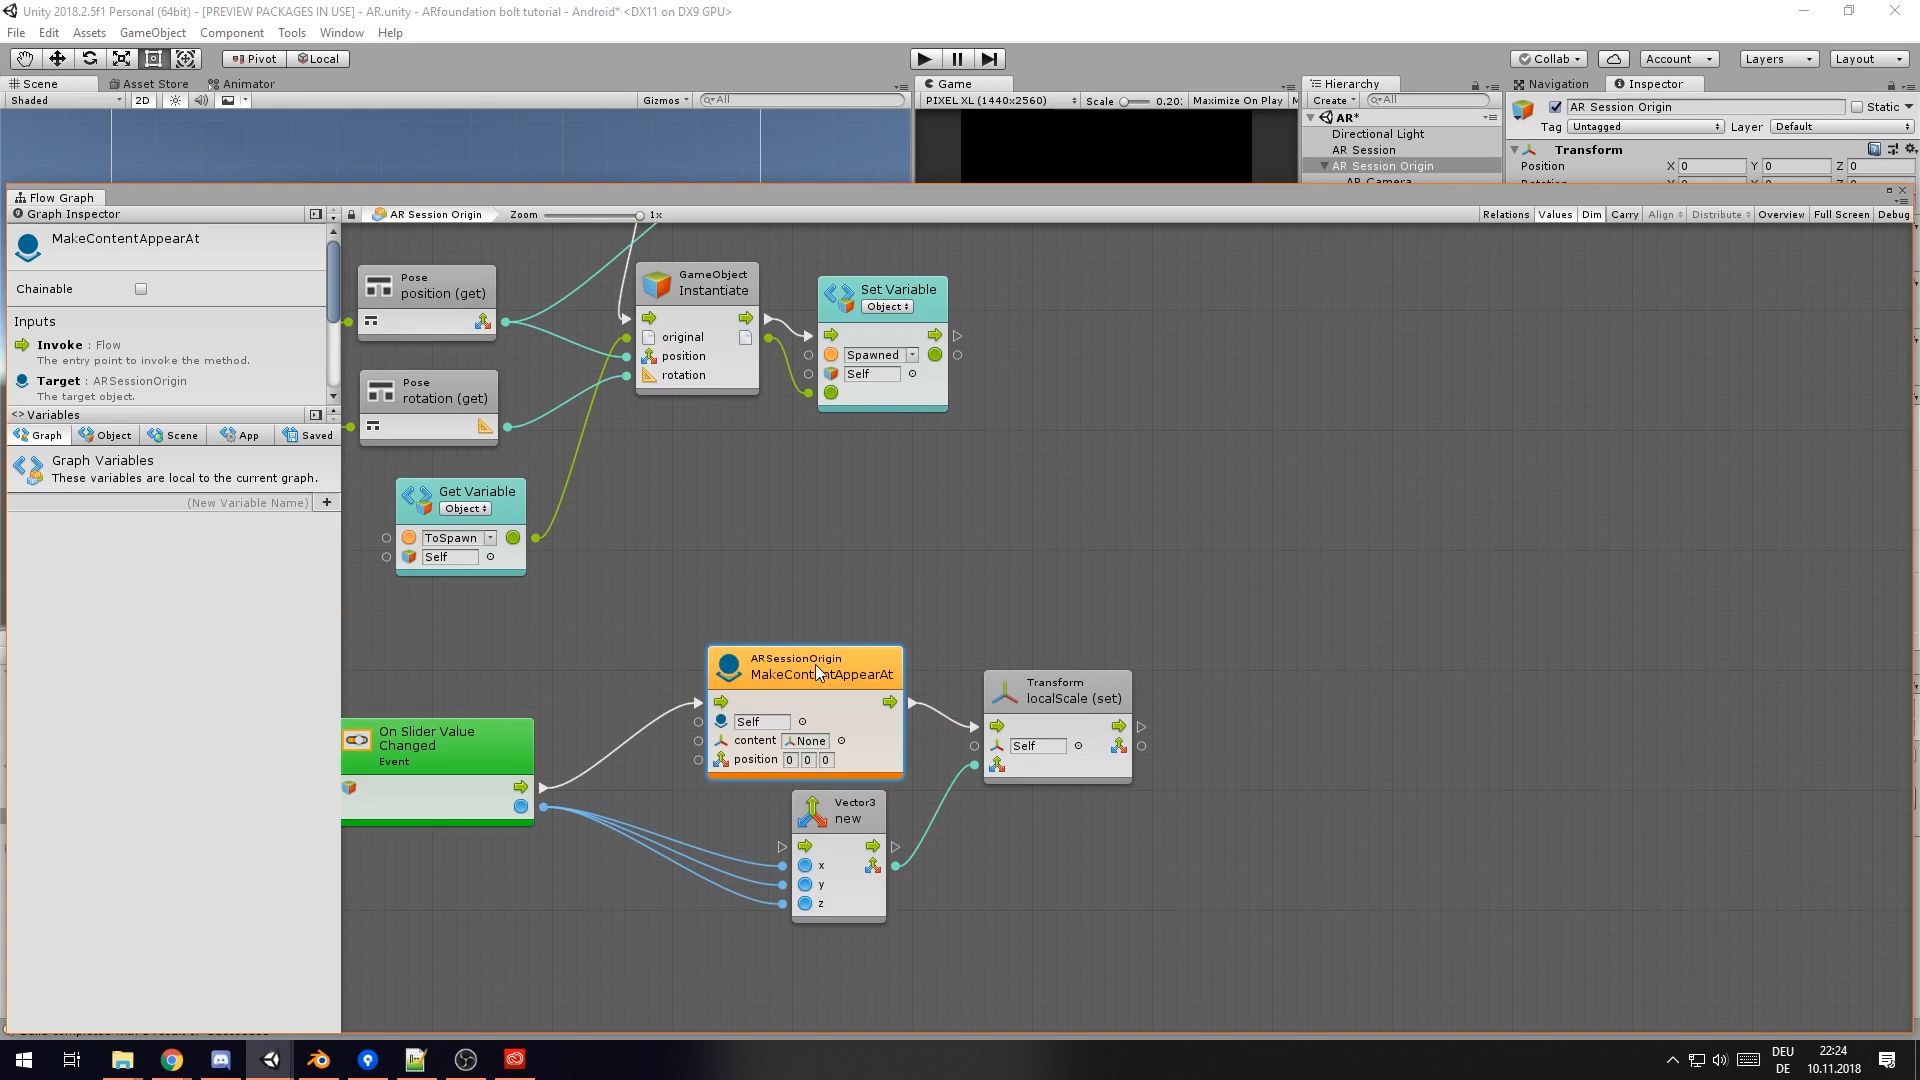 Unity 2018.2.5f1 Personal (64bit) - [PREVIEW PACKAGES IN USE] - AR.unity - ARfoundation bolt tutorial - Android* <DX11 on DX9 GPU>
File Edit Assets GameObject Component Tools Window Help
Pivot Local Collab Account Layers Layout
Scene Asset Store Animator Game Hierarchy Navigation Inspector
Shaded 2D Gizmos All PIXEL XL (1440x2560) Scale 0.20: Maximize On Play M Create All AR Session Origin Static
AR* Tag Untagged Layer Default
Directional Light
AR Session Transform
AR Session Origin Position X 0 Y 0 Z 0
AR Camera
Flow Graph
Graph Inspector AR Session Origin Zoom 1x Relations Values Dim Carry Align Distribute Overview Full Screen Debug
MakeContentAppearAt
Chainable
Inputs
Invoke : Flow
The entry point to invoke the method.
Target : ARSessionOrigin
The target object.
Variables
Graph Object Scene App Saved
Graph Variables
These variables are local to the current graph.
(New Variable Name) +
Pose
position (get)
Pose
rotation (get)
GameObject
Instantiate
original
position
rotation
Set Variable
Object
Spawned
Self
Get Variable
Object
ToSpawn
Self
On Slider Value
Changed
Event
ARSessionOrigin
MakeContentAppearAt
Self
content None
position 0 0 0
Transform
localScale (set)
Self
Vector3
new
x
y
z
DEU
DE
22:24
10.11.2018